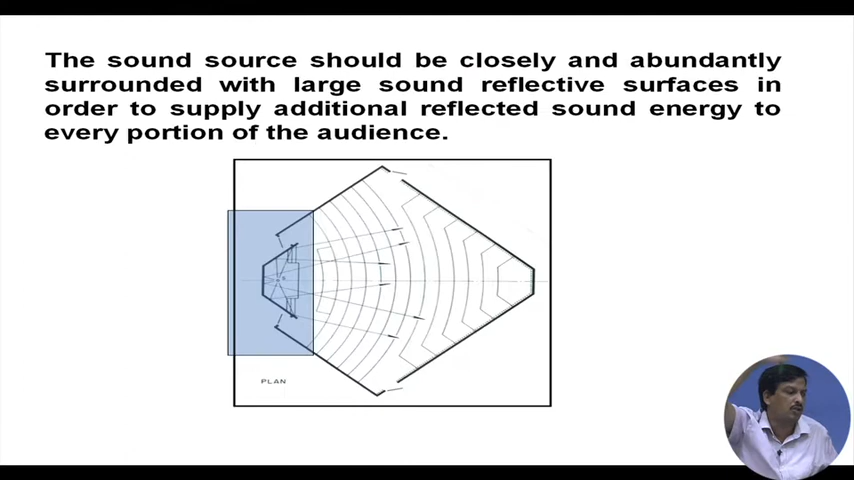 The sound source should be closely and abundantly
surrounded with large sound reflective surfaces in
order to supply additional reflected sound energy to
every portion of the audience.
PLAN